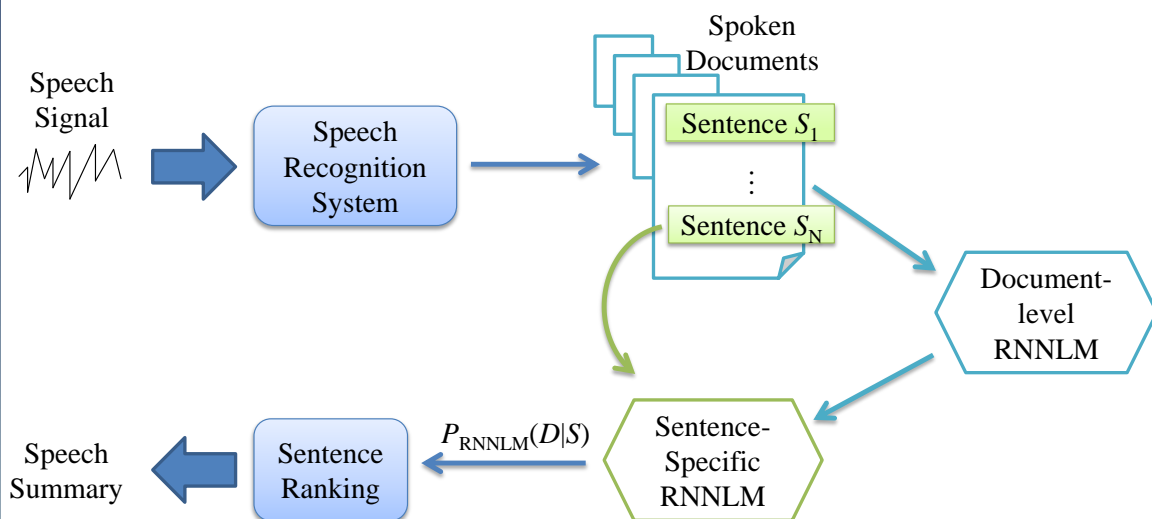 Speech
Signal
Speech
Recognition
System
Spoken
Documents
Sentence S1
⋮
Sentence SN
Document-
level
RNNLM
Sentence-
Specific
RNNLM
PRNNLM(D|S)
Sentence
Ranking
Speech
Summary